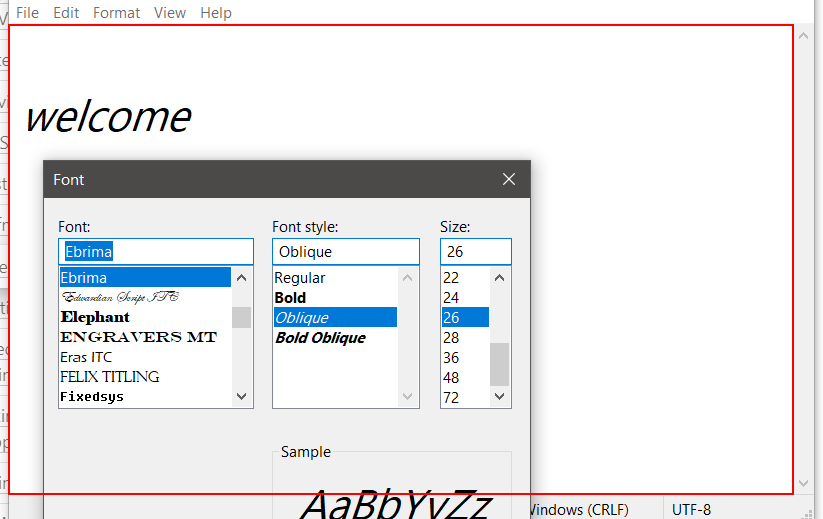 File Edit Format View Help
welcome
Font
Font: Font style: Size:
Ebrima Oblique 26
Ebrima Regular 22
Edwardian Script ITC Bold 24
Elephant Oblique 26
ENGRAVERS MT Bold Oblique 28
Eras ITC 36
FELIX TITLING 48
Fixedsys 72
Sample
AaBbYyZz
Windows (CRLF) UTF-8